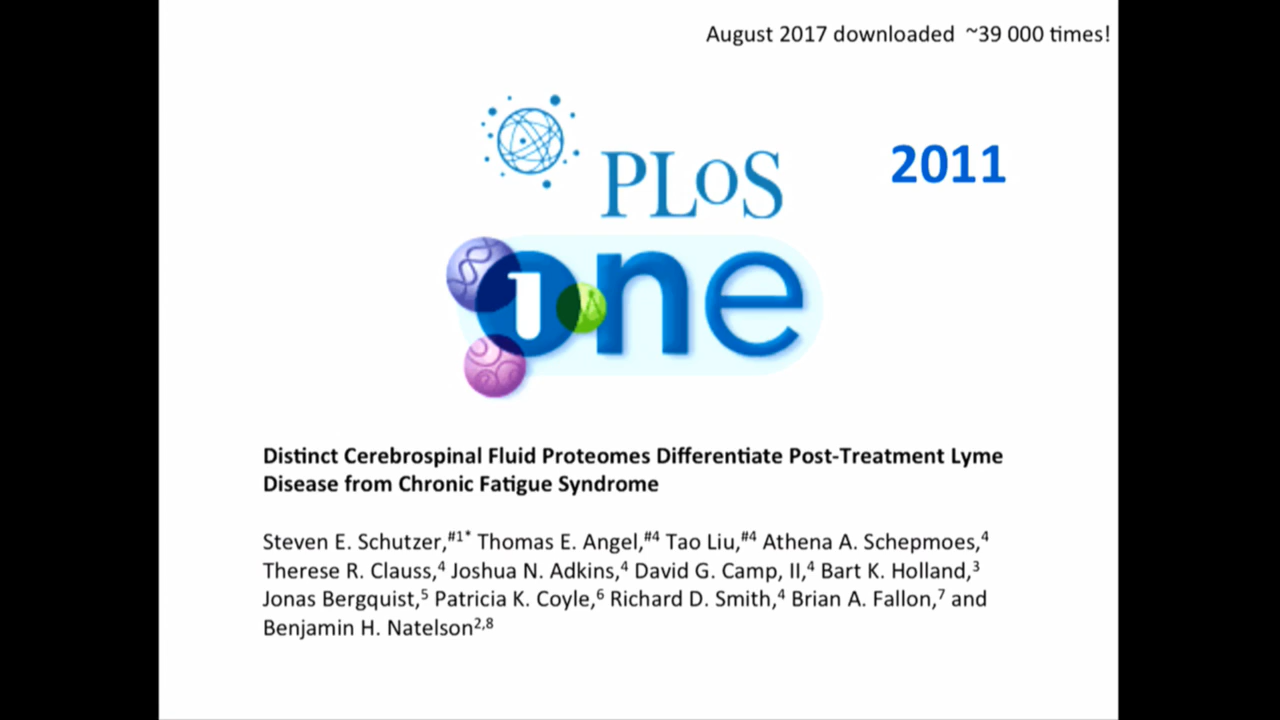 August 2017 downloaded ~39 000 times!
2011
PLoS
one
Distinct Cerebrospinal Fluid Proteomes Differentiate Post-Treatment Lyme
Disease from Chronic Fatigue Syndrome
Steven E. Schutzer,#1* Thomas E. Angel,#4 Tao Liu,#4 Athena A. Schepmoes,4
Therese R. Clauss,4 Joshua N. Adkins,4 David G. Camp, II,4 Bart K. Holland,3
Jonas Bergquist,5 Patricia K. Coyle,6 Richard D. Smith,4 Brian A. Fallon,7 and
Benjamin H. Natelson2,8